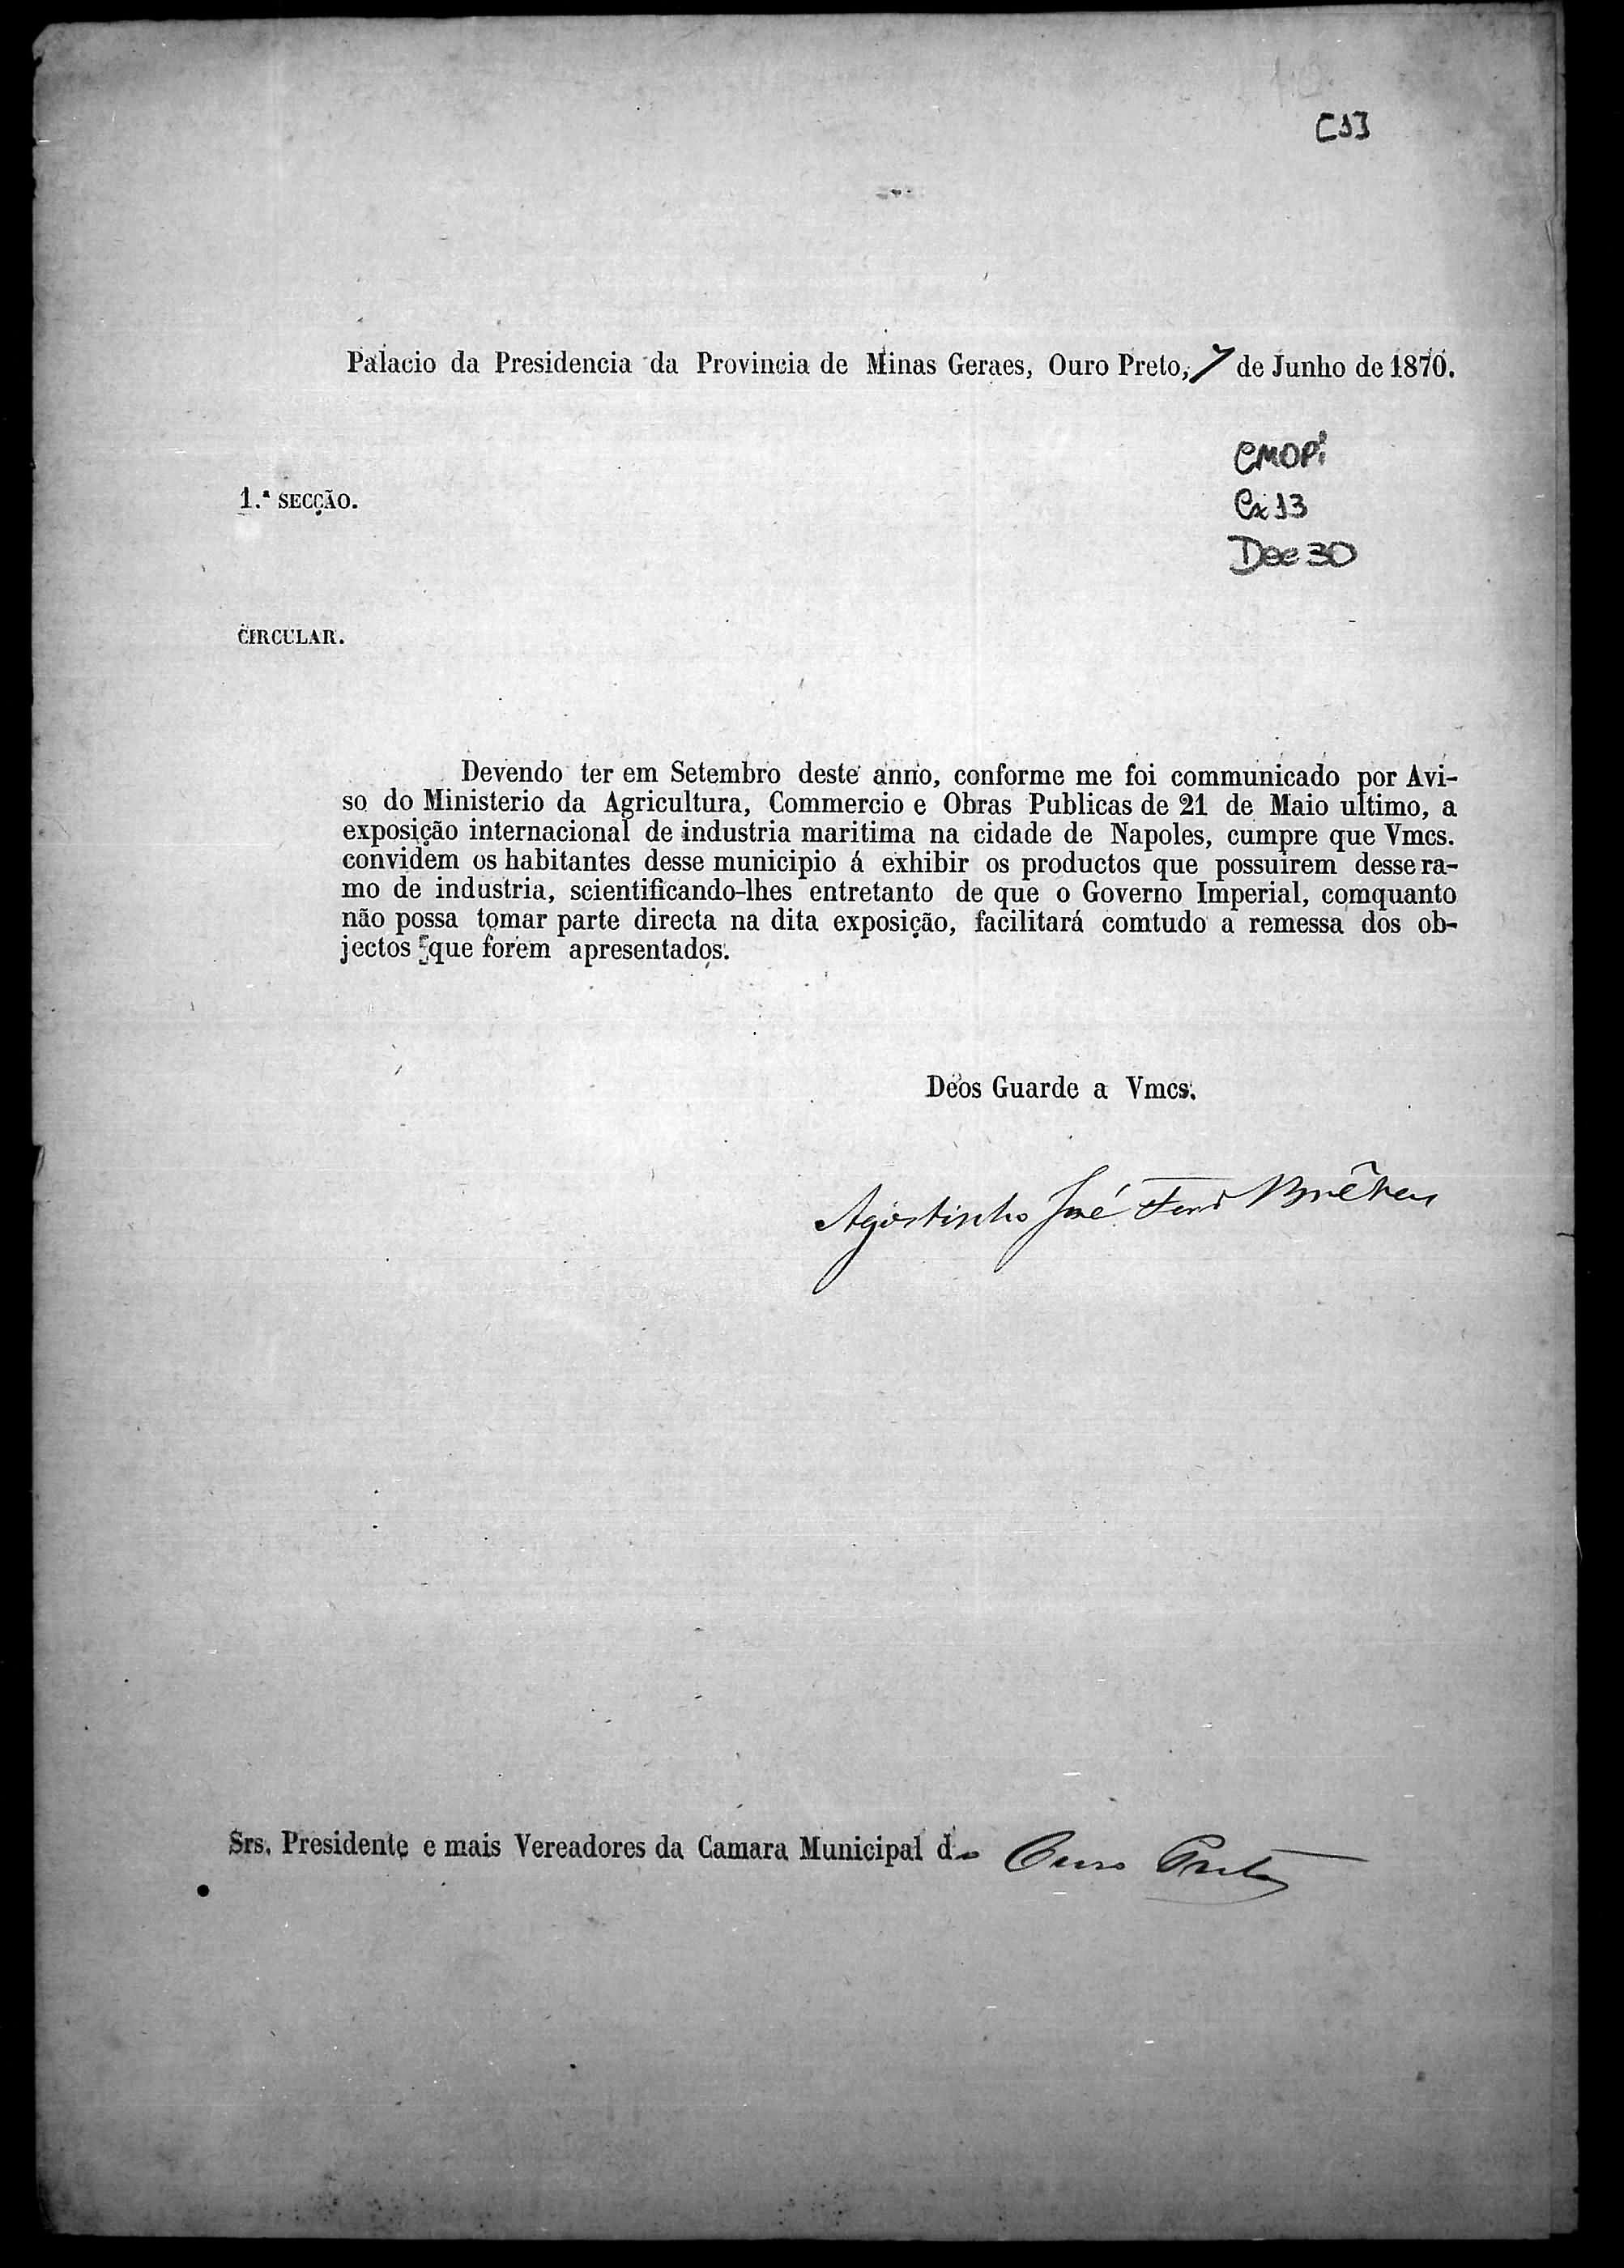 C13
Palacio da Presidencia da Provincia de Minas Geraes, Ouro Preto, 7 de Junho de 1870.
CMOPi
1.ª SECÇÃO.
Cx 13
Doc 30
CIRCULAR.
Devendo ter em Setembro deste anno, conforme me foi communicado por Avi-
so do Ministerio da Agricultura, Commercio e Obras Publicas de 21 de Maio ultimo, a
exposição internacional de industria maritima na cidade de Napoles, cumpre que Vmcs.
convidem os habitantes desse municipio á exhibir os productos que possuirem desse ra-
mo de industria, scientificando-lhes entretanto de que o Governo Imperial, comquanto
não possa tomar parte directa na dita exposição, facilitará comtudo a remessa dos ob-
jectos que forem apresentados.
Deos Guarde a Vmcs.
Agostinho José Ferrª Brêtas
Srs. Presidente e mais Vereadores da Camara Municipal do Ouro Preto